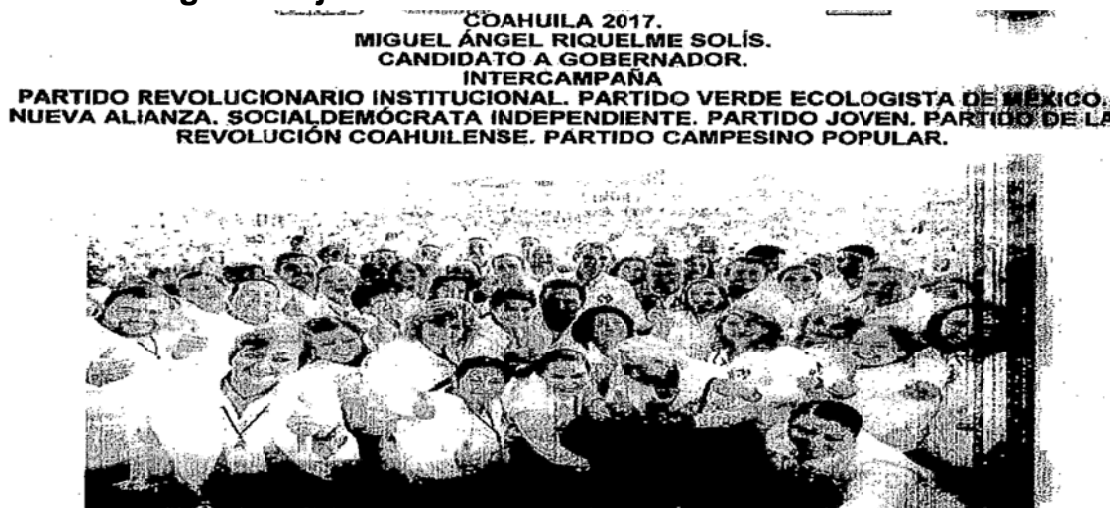 COAHUILA 2017.
MIGUEL ÁNGEL RIQUELME SOLÍS.
CANDIDATO A GOBERNADOR.
INTERCAMPAÑA
PARTIDO REVOLUCIONARIO INSTITUCIONAL. PARTIDO VERDE ECOLOGISTA DE MÉXICO.
NUEVA ALIANZA. SOCIALDEMÓCRATA INDEPENDIENTE. PARTIDO JOVEN. PARTIDO DE LA
REVOLUCIÓN COAHUILENSE. PARTIDO CAMPESINO POPULAR.